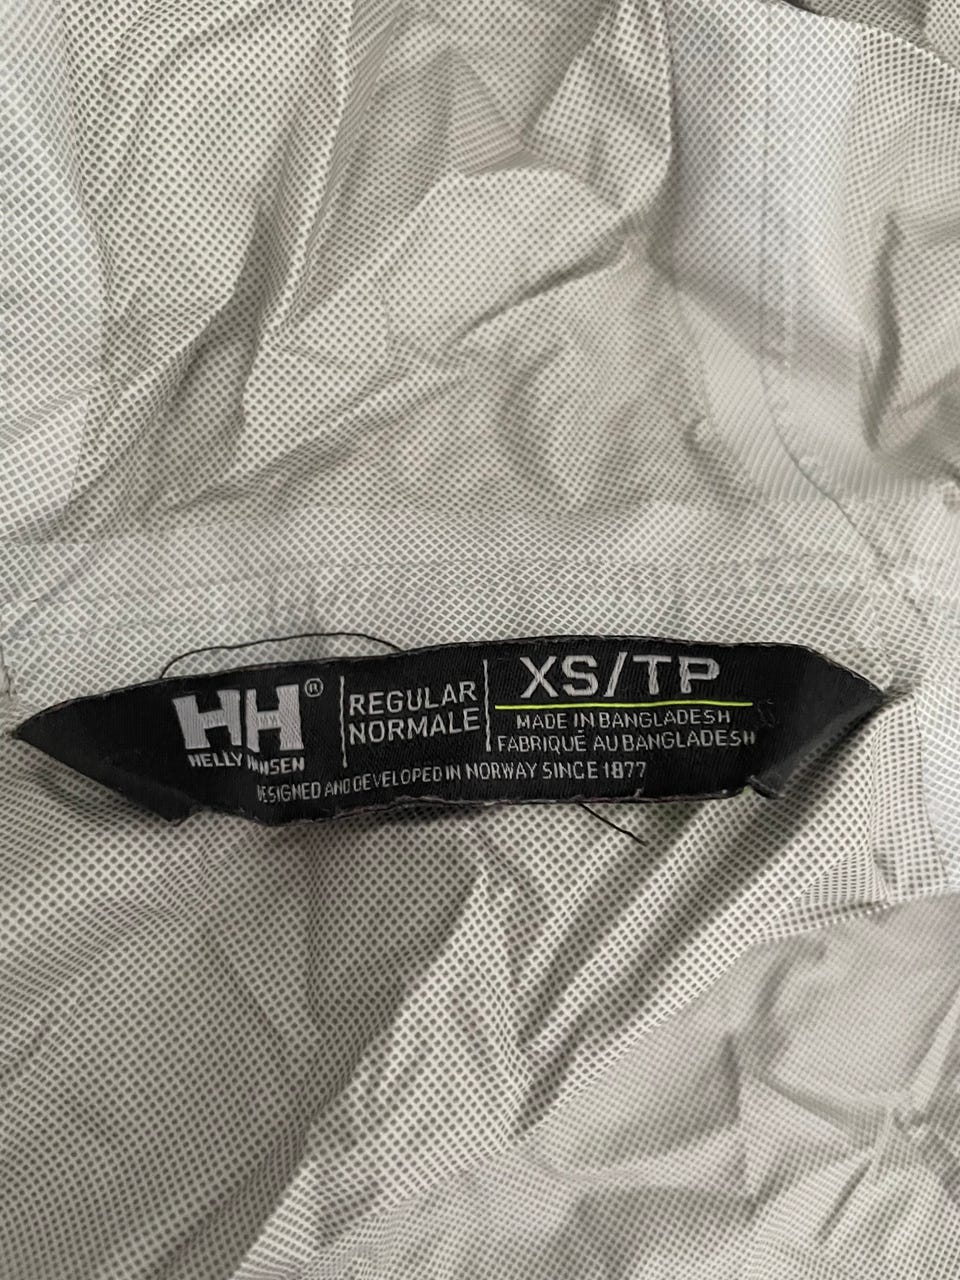 HH®
HELLY HANSEN
REGULAR
NORMALE
XS/TP
MADE IN BANGLADESH
FABRIQUÉ AU BANGLADESH
DESIGNED AND DEVELOPED IN NORWAY SINCE 1877